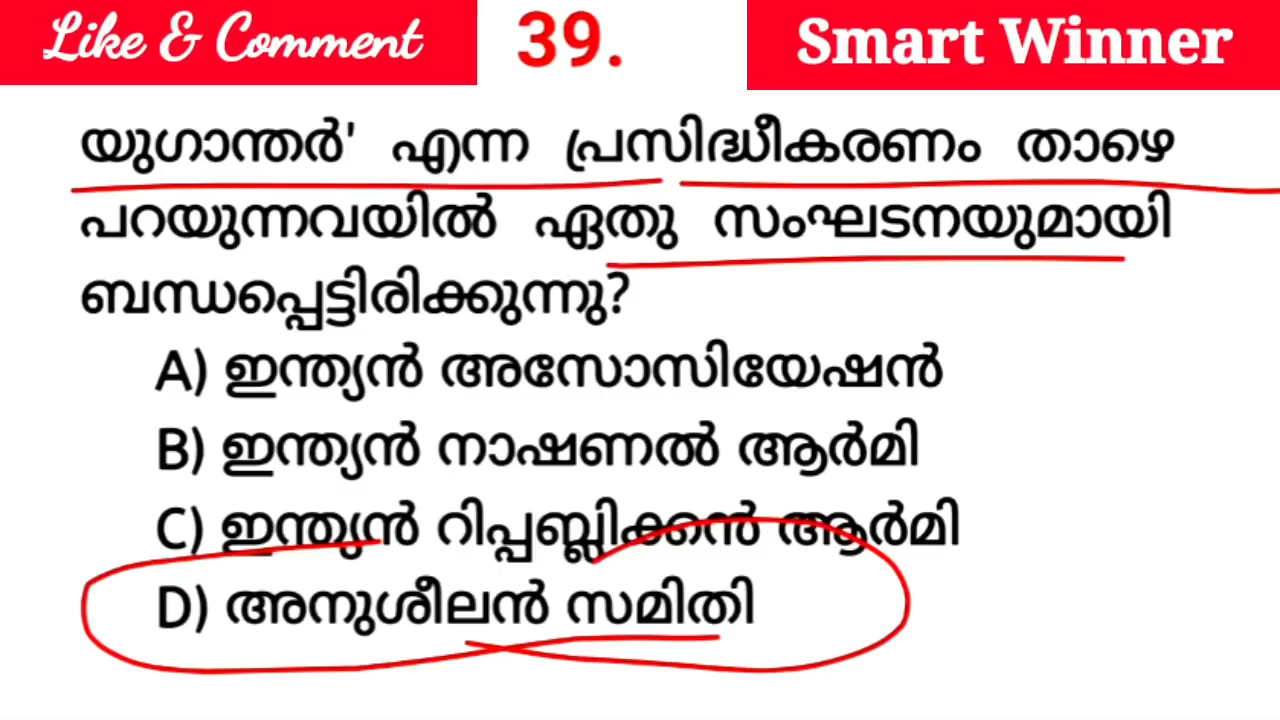 Like & Comment
39.
Smart Winner
യുഗാന്തർ' എന്ന പ്രസിദ്ധീകരണം താഴെ
പറയുന്നവയിൽ ഏതു സംഘടനയുമായി
ബന്ധപ്പെട്ടിരിക്കുന്നു?
A) ഇന്ത്യൻ അസോസിയേഷൻ
B) ഇന്ത്യൻ നാഷണൽ ആർമി
C) ഇന്ത്യൻ റിപ്പബ്ലിക്കൻ ആർമി
D) അനുശീലൻ സമിതി